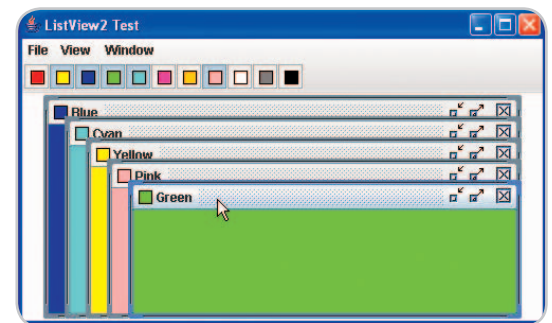 ListView2 Test
File View Window
Blue
Cyan
Yellow
Pink
Green